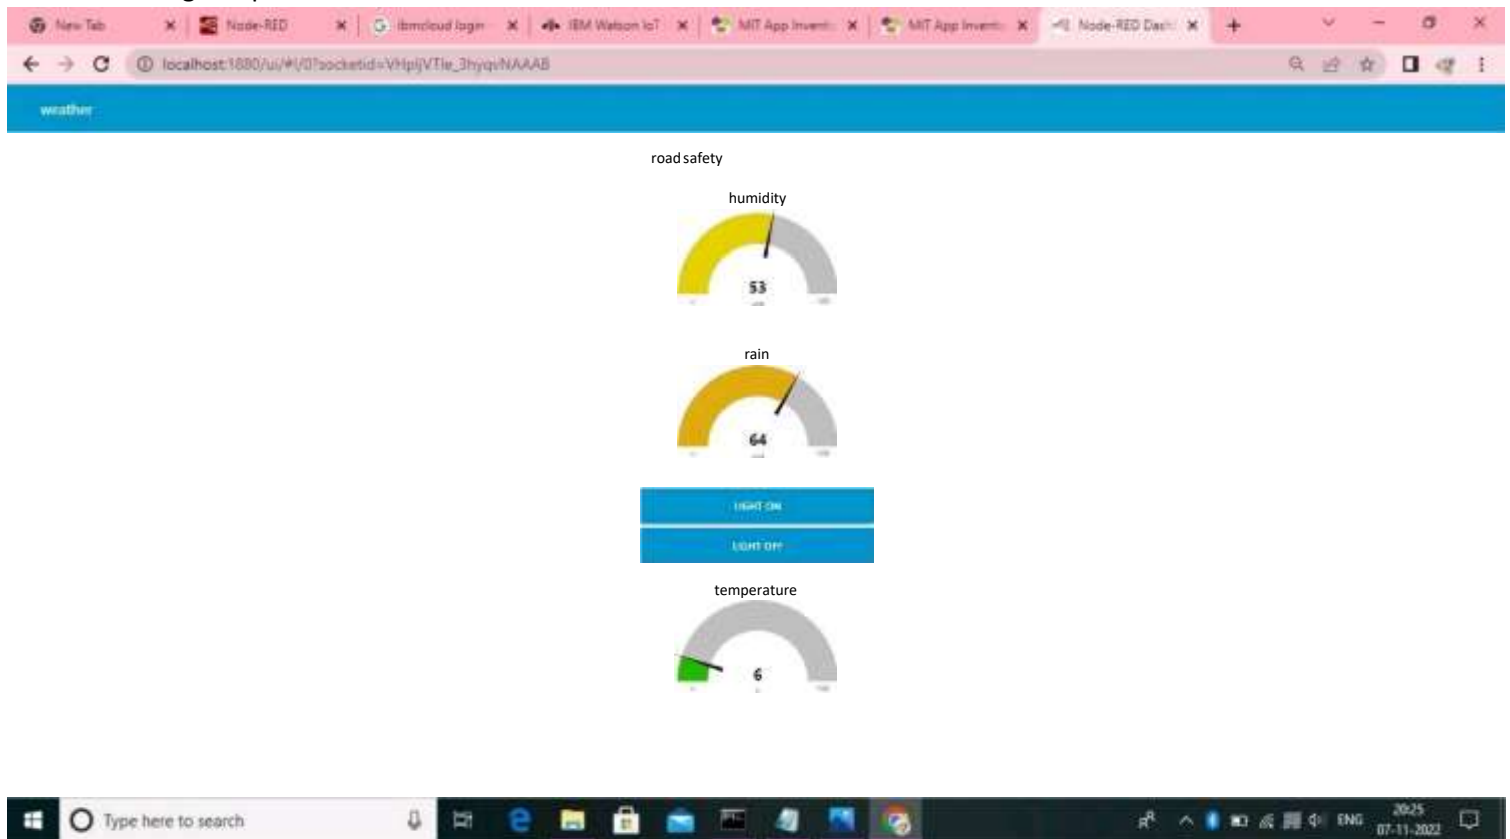 New Tab
Node-RED
ibmcloud login
IBM Watson IoT
MIT App Invent
MIT App Invent
Node-RED Dash
localhost:1880/ui/#!/0?socketid=
weather
road safety
humidity
53
rain
64
LIGHT ON
LIGHT OFF
temperature
6
Type here to search
ENG
20:25
07-11-2022